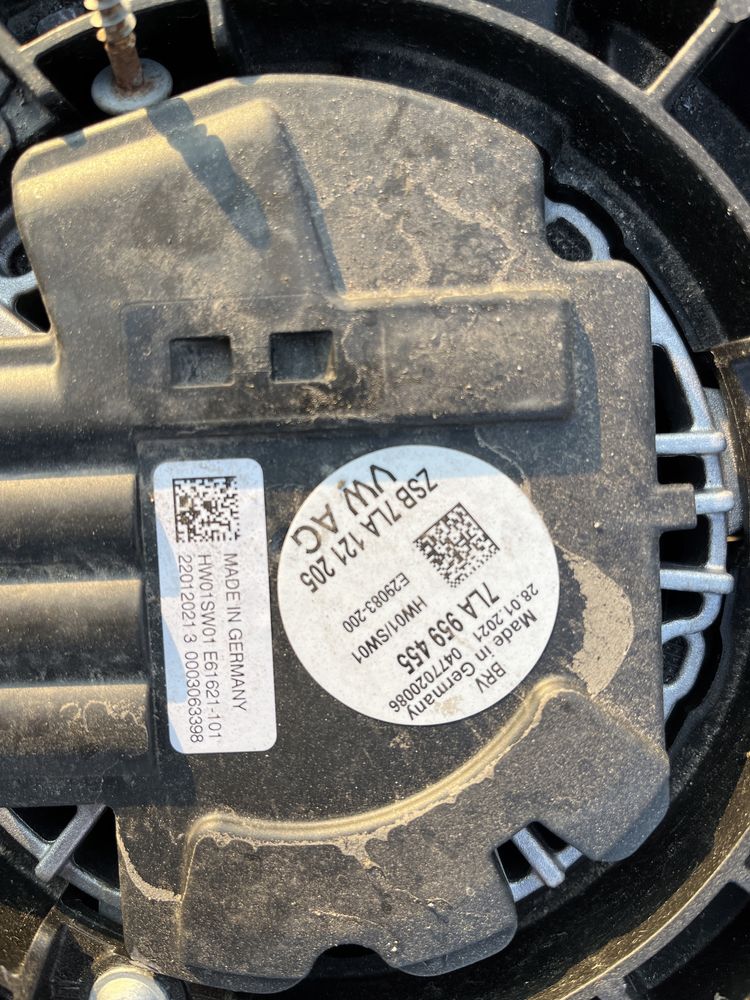 MADE IN GERMANY
HW01SW01 E61621-101
22012021 3 0003063398
VW AG
ZSB 7LA 121 205
E29083-200
HW01/SW01
7LA 959 455
28.01.2021 0477020086
Made in Germany
BRV